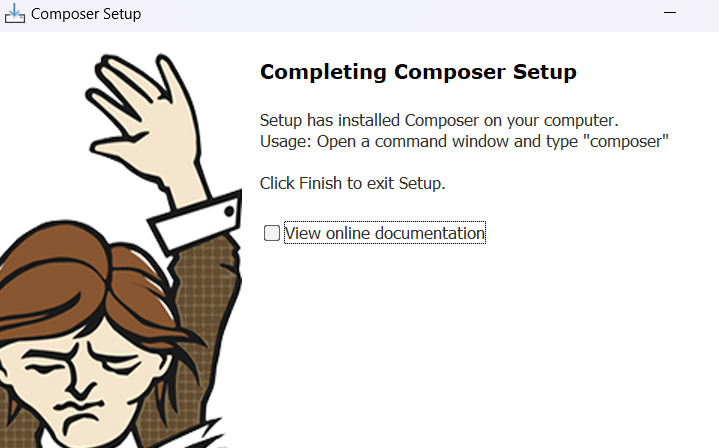 Composer Setup
Completing Composer Setup
Setup has installed Composer on your computer.
Usage: Open a command window and type "composer"
Click Finish to exit Setup.
View online documentation